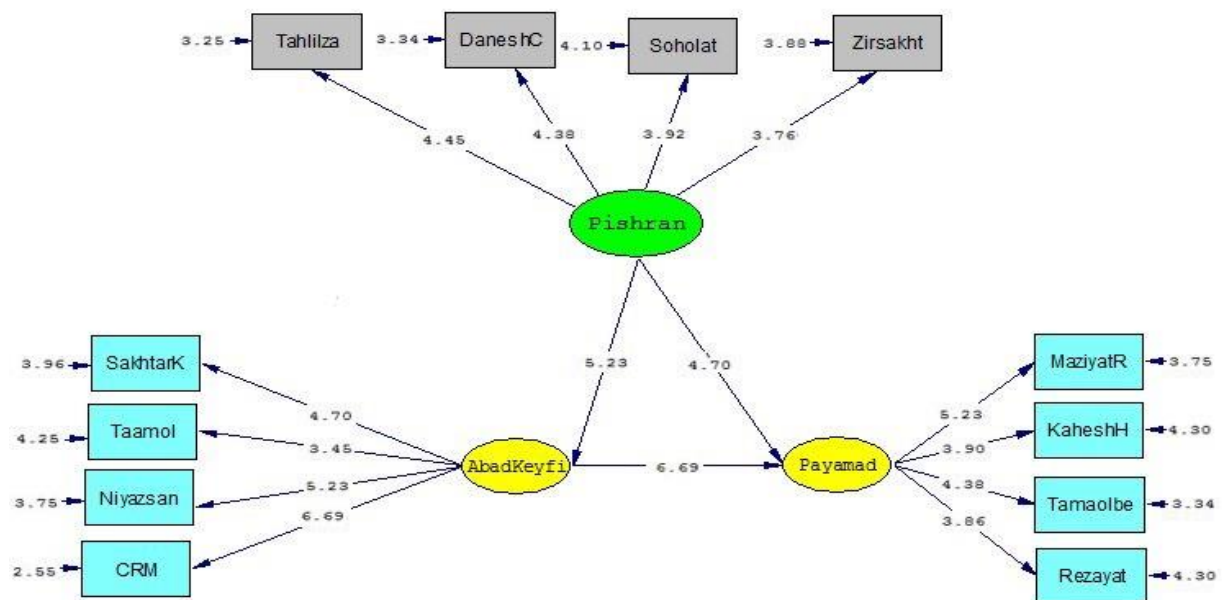 3.25
Tahlilza
3.34
DaneshC
4.10
Soholat
3.88
Zirsakht
4.45
4.38
3.92
3.76
Pishran
5.23
4.70
3.96
SakhtarK
4.25
Taamol
3.75
Niyazsan
2.55
CRM
4.70
3.45
5.23
6.69
AbadKeyfi
6.69
Payamad
5.23
3.90
4.38
3.86
MaziyatR
3.75
KaheshH
4.30
Tamaolbe
3.34
Rezayat
4.30